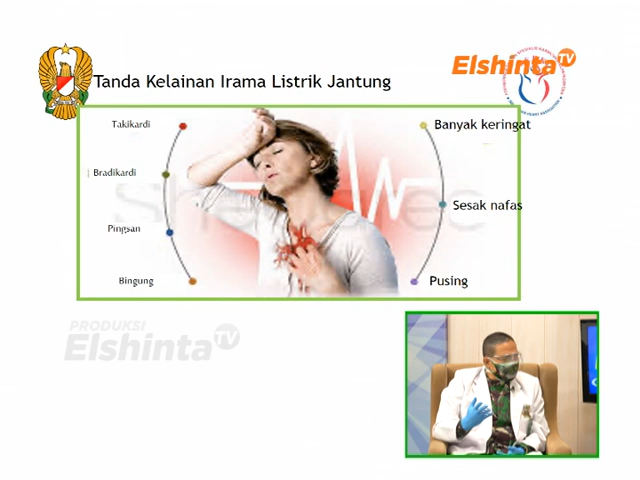 Elshinta TV
Tanda Kelainan Irama Listrik Jantung
Takikardi
Bradikardi
Pingsan
Bingung
Banyak keringat
Sesak nafas
Pusing
PRODUKSI
Elshinta TV